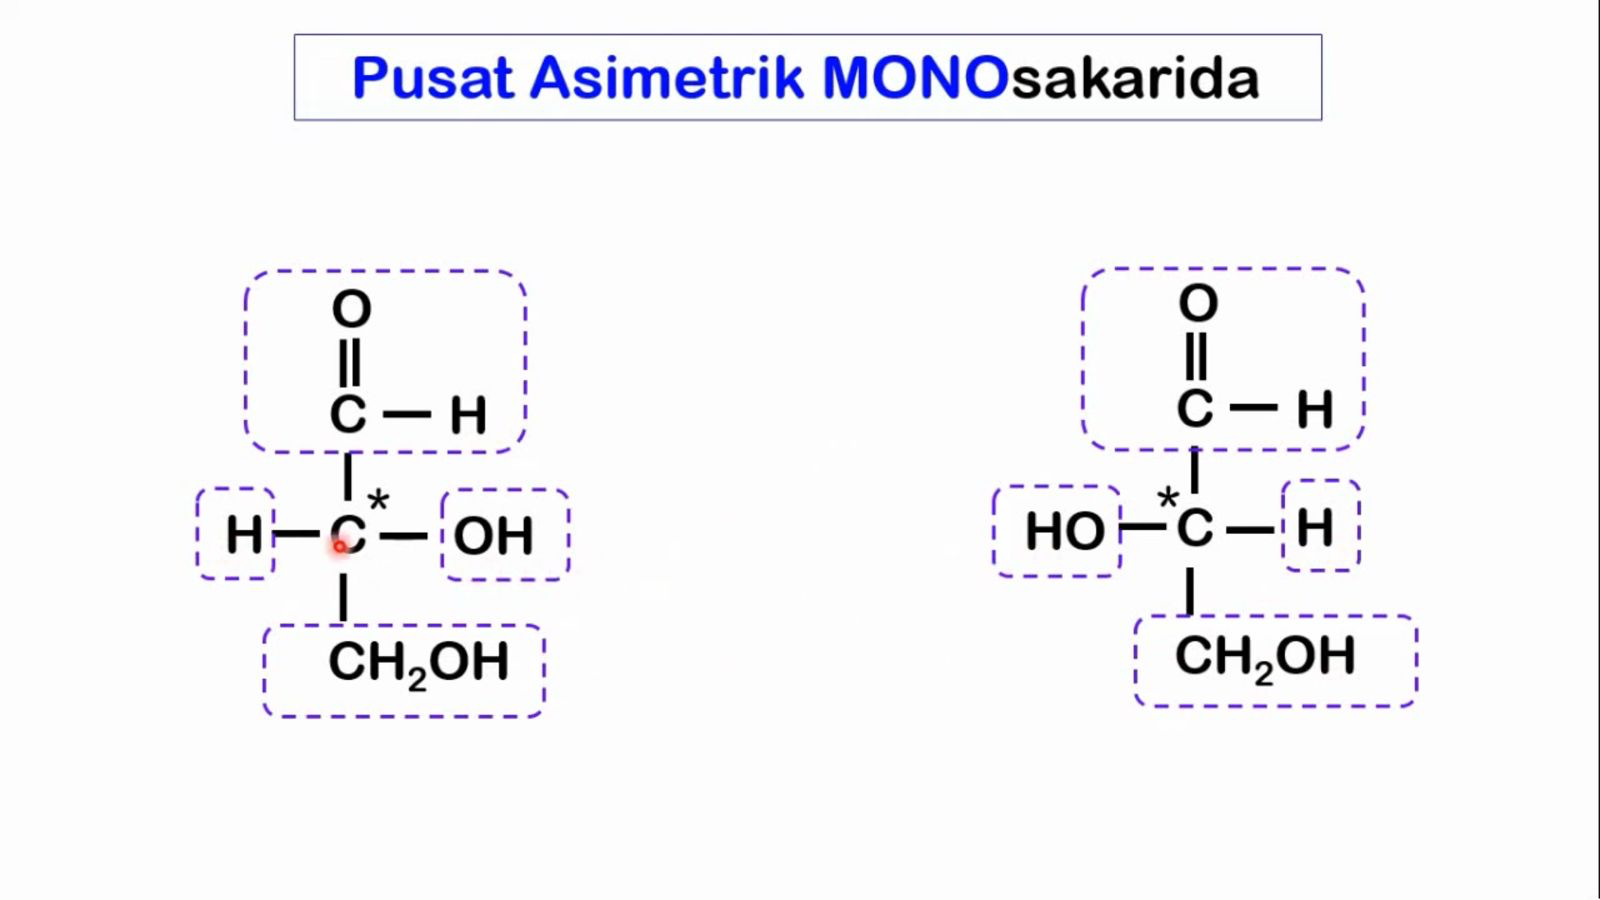 Pusat Asimetrik MONOsakarida
O
||
C — H
|
*
H — C — OH
|
CH₂OH
O
||
C — H
|
*
HO — C — H
|
CH₂OH